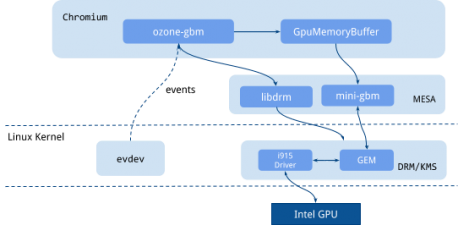 Chromium
ozone-gbm
GpuMemoryBuffer
events
libdrm
mini-gbm
MESA
Linux Kernel
evdev
i915
Driver
GEM
DRM/KMS
Intel GPU